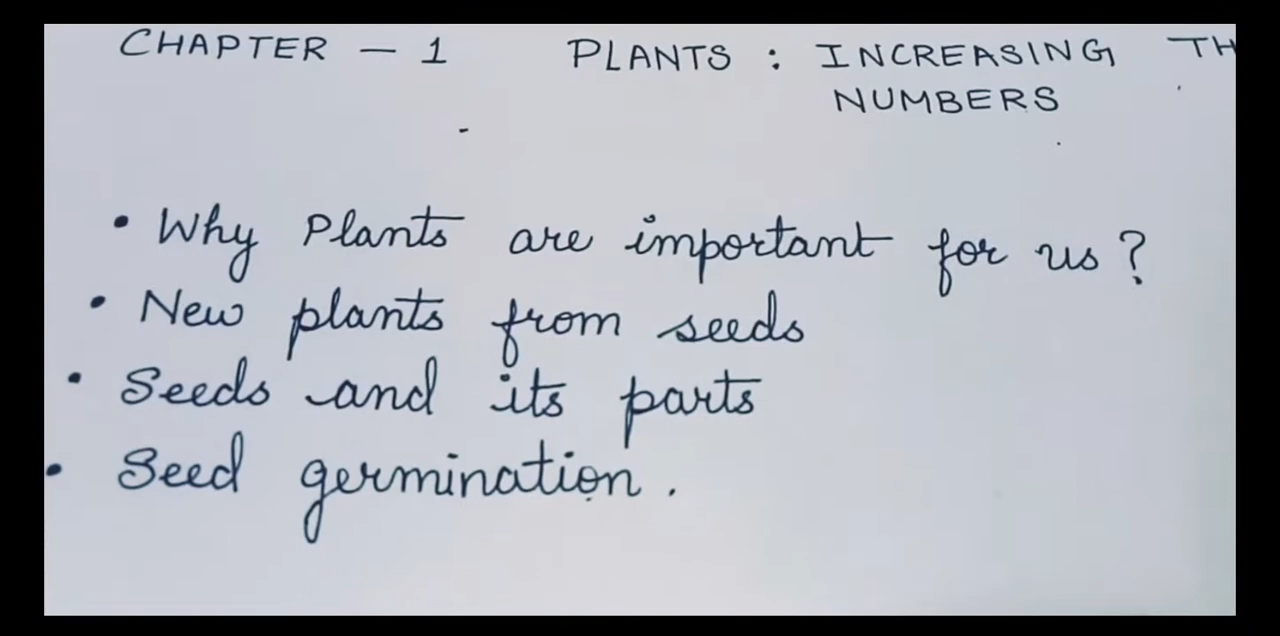 CHAPTER – 1 PLANTS : INCREASING TH
NUMBERS
• Why Plants are important for us ?
• New plants from seeds
• Seeds and its parts
• Seed germination.